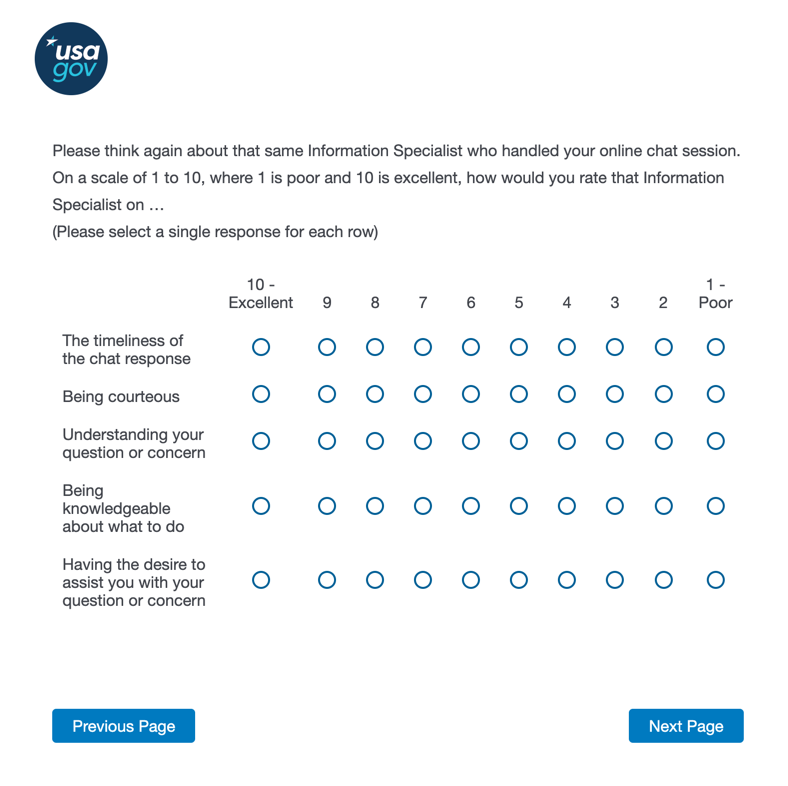 usa
gov
Please think again about that same Information Specialist who handled your online chat session.
On a scale of 1 to 10, where 1 is poor and 10 is excellent, how would you rate that Information
Specialist on …
(Please select a single response for each row)
10 -
Excellent 9 8 7 6 5 4 3 2 1 -
Poor
The timeliness of
the chat response
Being courteous
Understanding your
question or concern
Being
knowledgeable
about what to do
Having the desire to
assist you with your
question or concern
Previous Page Next Page